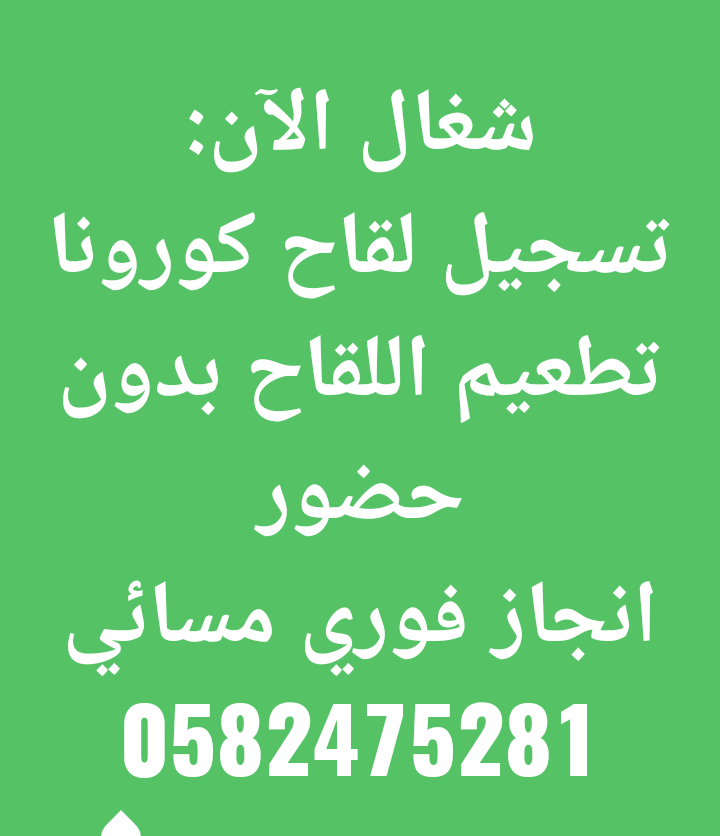 شغال الآن:
تسجيل لقاح كورونا
تطعيم اللقاح بدون
حضور
انجاز فوري مسائي
0582475281